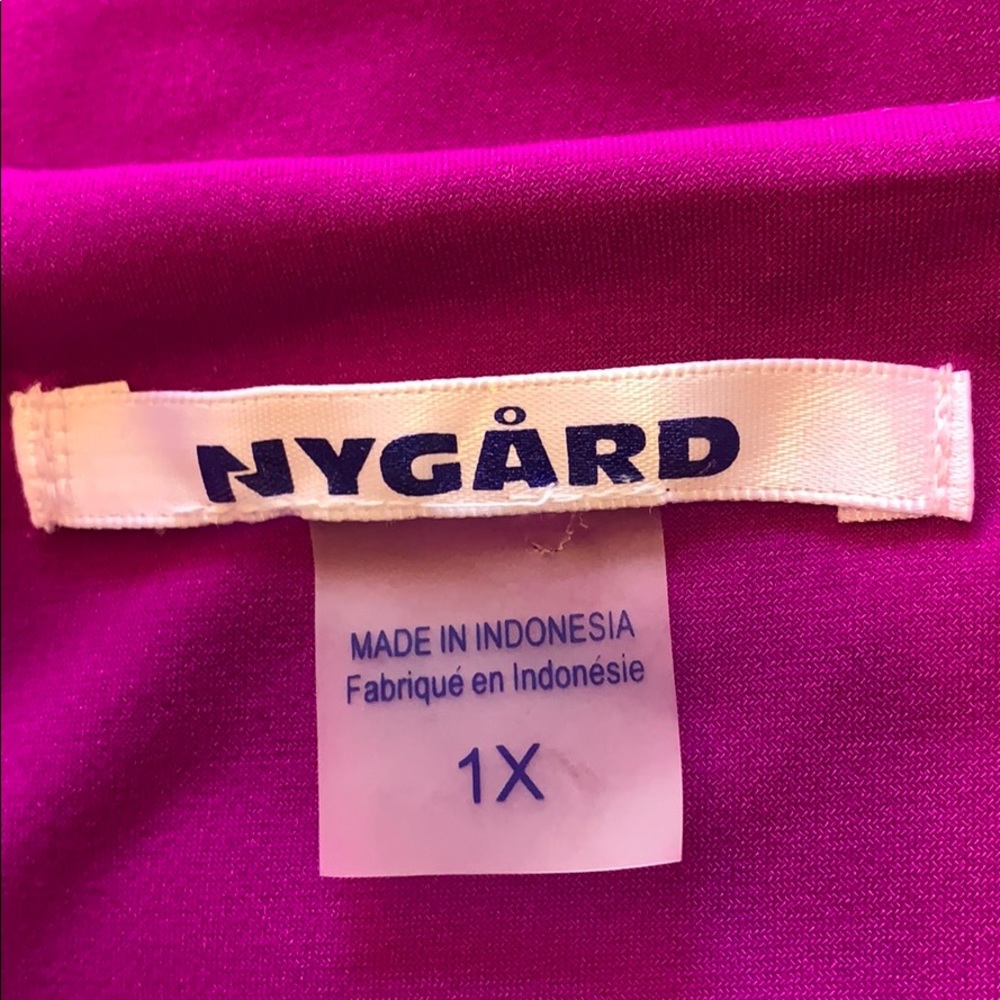 NYGÅRD
MADE IN INDONESIA
Fabriqué en Indonésie
1X